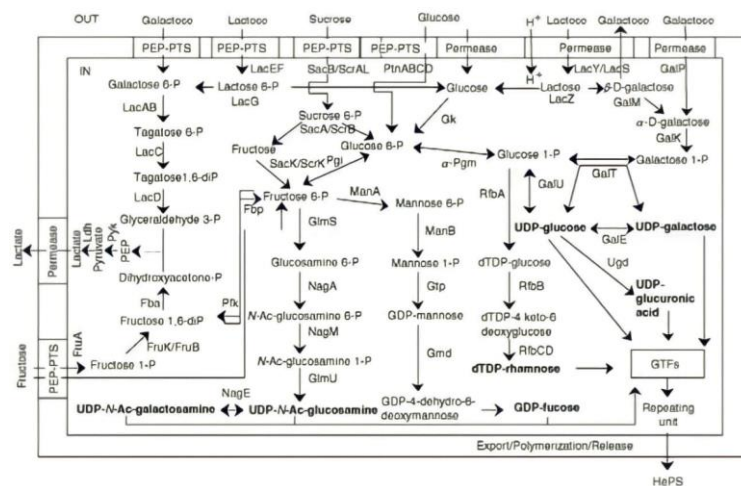 OUT
Galactose
Lactose
Sucrose
Glucose
H+
Lactose
Galactose
Galactose
PEP-PTS
PEP-PTS
PEP-PTS
PEP-PTS
Permease
Permease
Permease
IN
LacEF
SacB/ScrAL
PtnABCD
LacY/LacS
GalP
Galactose 6-P
Lactose 6-P
LacG
Glucose
H+
Lactose
LacZ
β-D-galactose
GalM
LacAB
Sucrose 6-P
SacA/ScrB
Gk
α-D-galactose
GalK
Tagatose 6-P
Fructose
Glucose 6-P
Glucose 1-P
Galactose 1-P
LacC
SacK/ScrK
Pgi
α-Pgm
GalU
GalT
Tagatose1,6-diP
LacD
Fbp
Fructose 6-P
ManA
Mannose 6-P
RfbA
Glyceraldehyde 3-P
GlmS
ManB
UDP-glucose
GalE
UDP-galactose
Lactate
Permease
Lactate
Ldh
Pyruvate
Pyk
PEP
Glucosamine 6-P
Mannose 1-P
dTDP-glucose
Ugd
Dihydroxyacetone-P
NagA
Gtp
RfbB
UDP-
glucuronic
acid
Fba
Pfk
N-Ac-glucosamine 6-P
GDP-mannose
dTDP-4 keto-6
deoxyglucose
Fructose 1,6-diP
NagM
FruA
FruK/FruB
N-Ac-glucosamine 1-P
Gmd
RfbCD
Fructose
PEP-PTS
Fructose 1-P
GlmU
dTDP-rhamnose
GTFs
NagE
UDP-N-Ac-galactosamine
UDP-N-Ac-glucosamine
GDP-4-dehydro-6-
deoxymannose
GDP-fucose
Repeating
unit
Export/Polymerization/Release
HePS